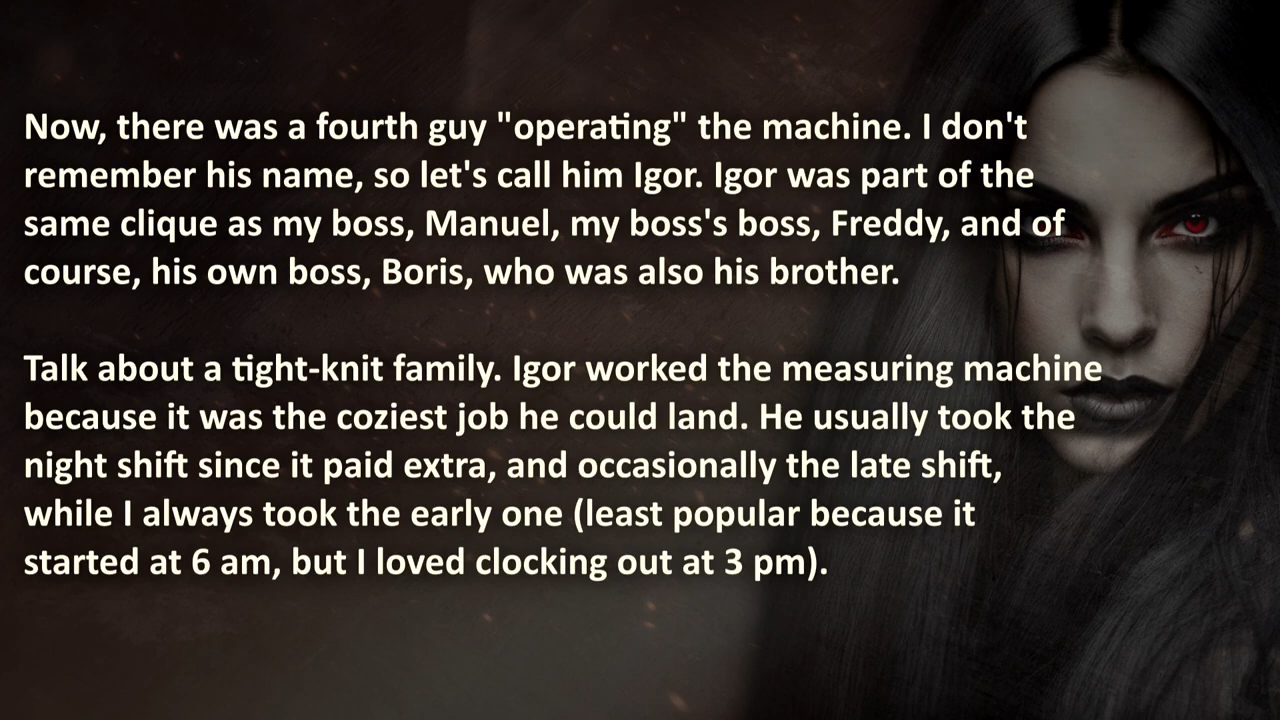 Now, there was a fourth guy "operating" the machine. I don't
remember his name, so let's call him Igor. Igor was part of the
same clique as my boss, Manuel, my boss's boss, Freddy, and of
course, his own boss, Boris, who was also his brother.
Talk about a tight-knit family. Igor worked the measuring machine
because it was the coziest job he could land. He usually took the
night shift since it paid extra, and occasionally the late shift,
while I always took the early one (least popular because it
started at 6 am, but I loved clocking out at 3 pm).